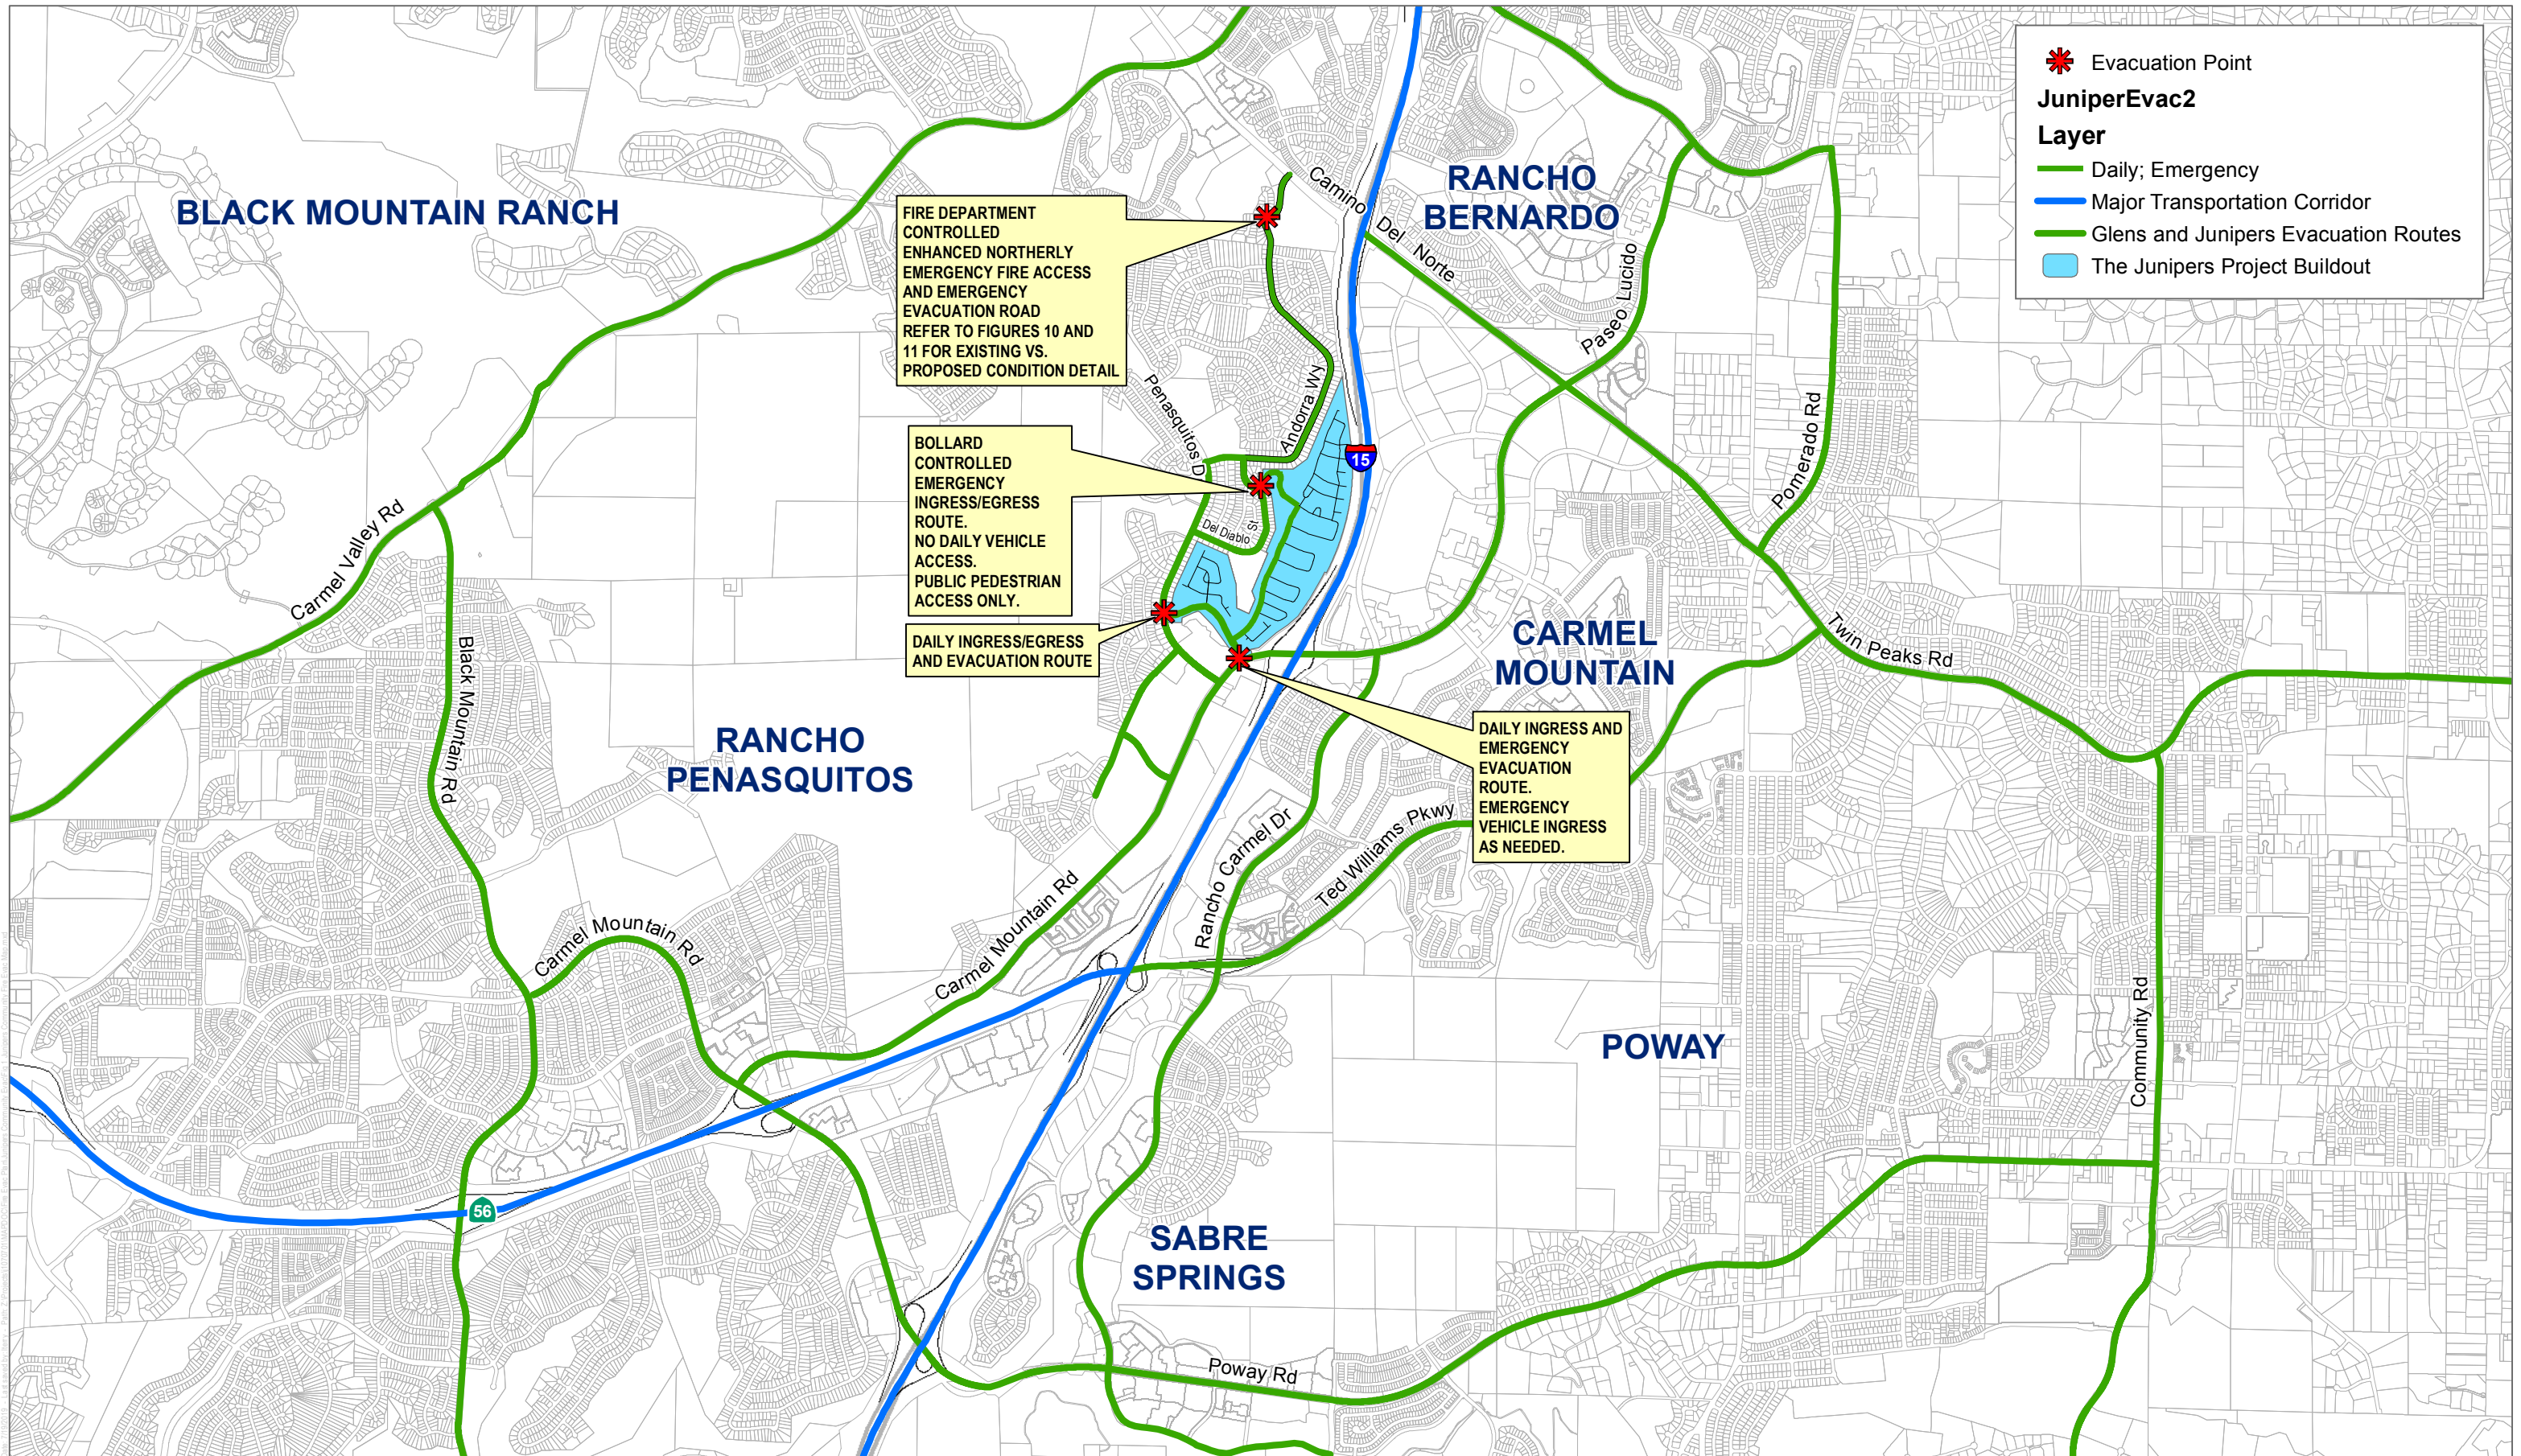 Evacuation Point
JuniperEvac2
Layer
Daily; Emergency
Major Transportation Corridor
Glens and Junipers Evacuation Routes
The Junipers Project Buildout
BLACK MOUNTAIN RANCH
FIRE DEPARTMENT
CONTROLLED
ENHANCED NORTHERLY
EMERGENCY FIRE ACCESS
AND EMERGENCY
EVACUATION ROAD
REFER TO FIGURES 10 AND
11 FOR EXISTING VS.
PROPOSED CONDITION DETAIL
Camino Del Norte
RANCHO
BERNARDO
Paseo Lucido
Pomerado Rd
Penasquitos D
Andorra Wy
15
BOLLARD
CONTROLLED
EMERGENCY
INGRESS/EGRESS
ROUTE.
NO DAILY VEHICLE
ACCESS.
PUBLIC PEDESTRIAN
ACCESS ONLY.
Del Diablo St
DAILY INGRESS/EGRESS
AND EVACUATION ROUTE
Carmel Valley Rd
Black Mountain Rd
CARMEL
MOUNTAIN
Twin Peaks Rd
RANCHO
PENASQUITOS
DAILY INGRESS AND
EMERGENCY
EVACUATION
ROUTE.
EMERGENCY
VEHICLE INGRESS
AS NEEDED.
Rancho Carmel Dr
Ted Williams Pkwy
Carmel Mountain Rd
Carmel Mountain Rd
POWAY
Community Rd
56
SABRE
SPRINGS
Poway Rd